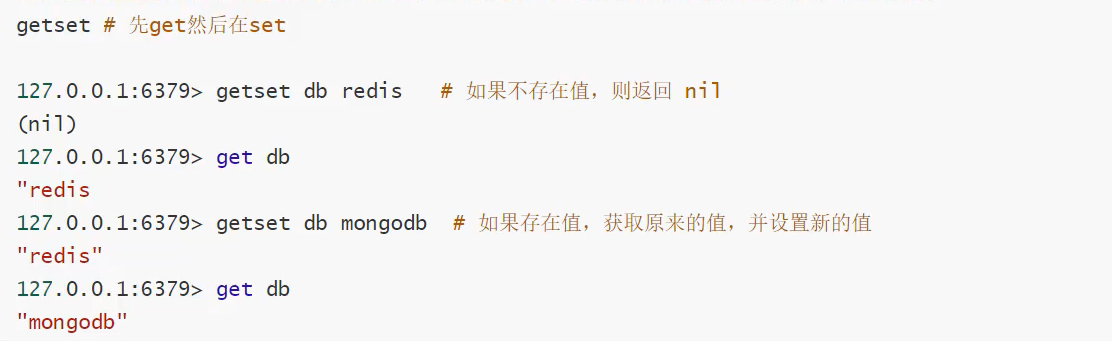 getset # 先get然后在set
127.0.0.1:6379> getset db redis   # 如果不存在值，则返回 nil
(nil)
127.0.0.1:6379> get db
"redis
127.0.0.1:6379> getset db mongodb  # 如果存在值，获取原来的值，并设置新的值
"redis"
127.0.0.1:6379> get db
"mongodb"